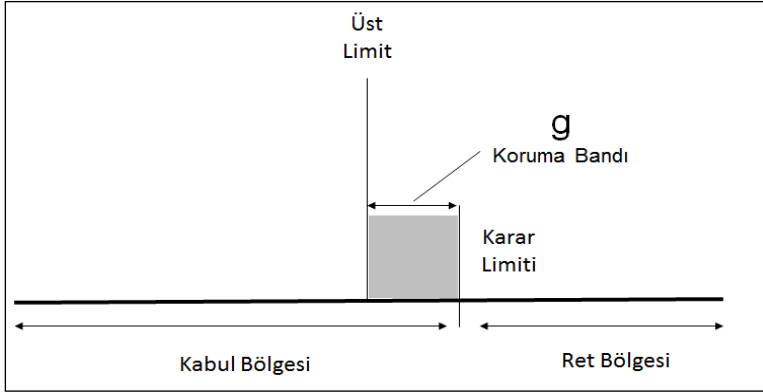 Üst
Limit
g
Koruma Bandı
Karar
Limiti
Kabul Bölgesi
Ret Bölgesi